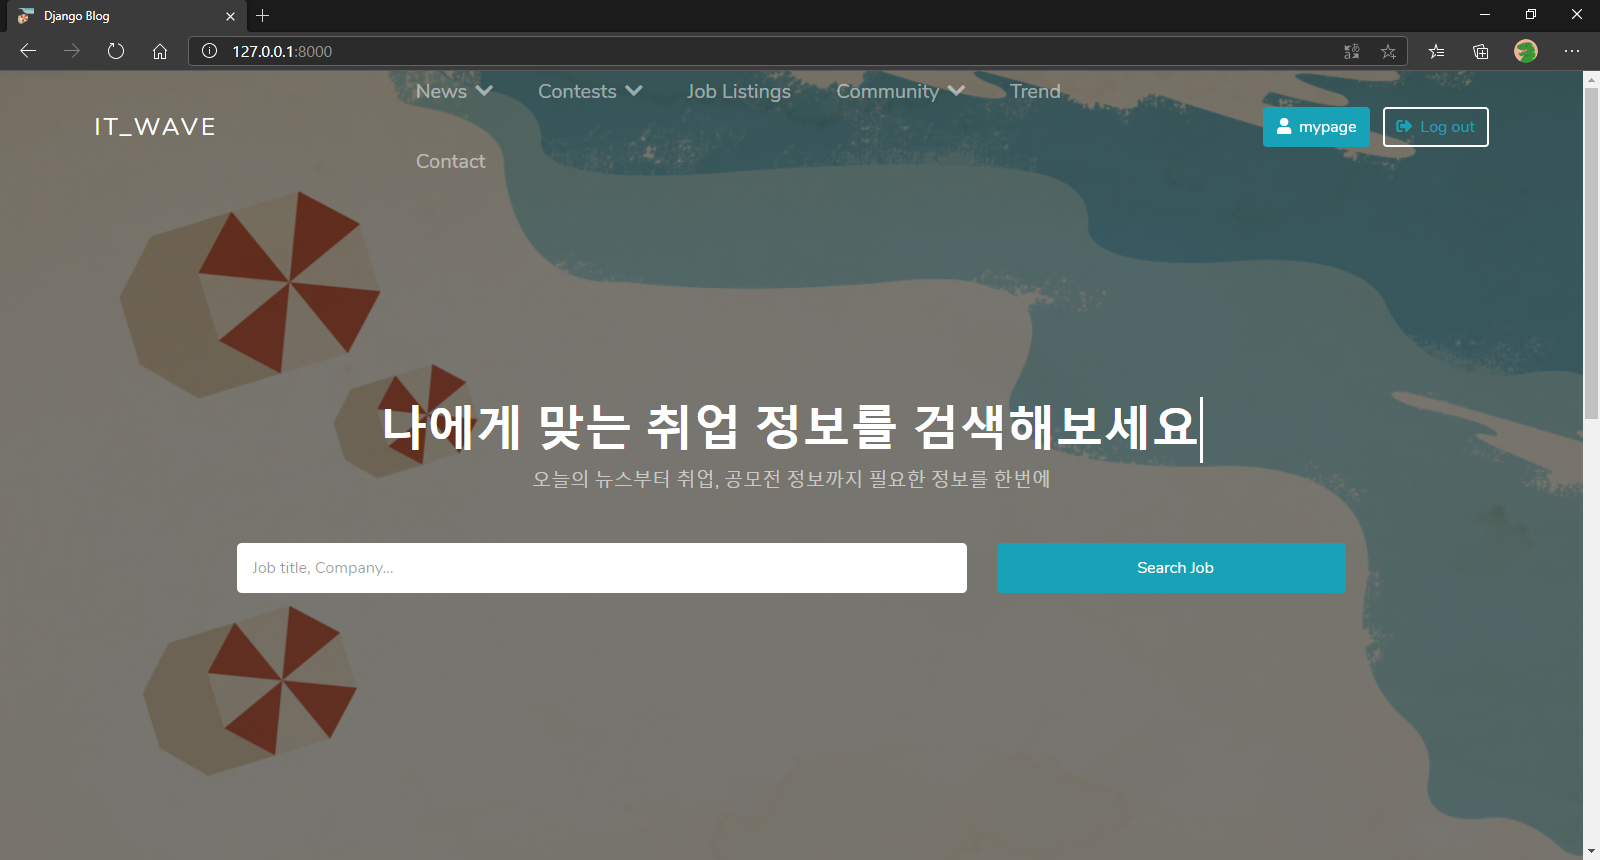 Django Blog
127.0.0.1:8000
News Contests Job Listings Community Trend
IT_WAVE
mypage Log out
Contact
나에게 맞는 취업 정보를 검색해보세요
오늘의 뉴스부터 취업, 공모전 정보까지 필요한 정보를 한번에
Job title, Company...
Search Job